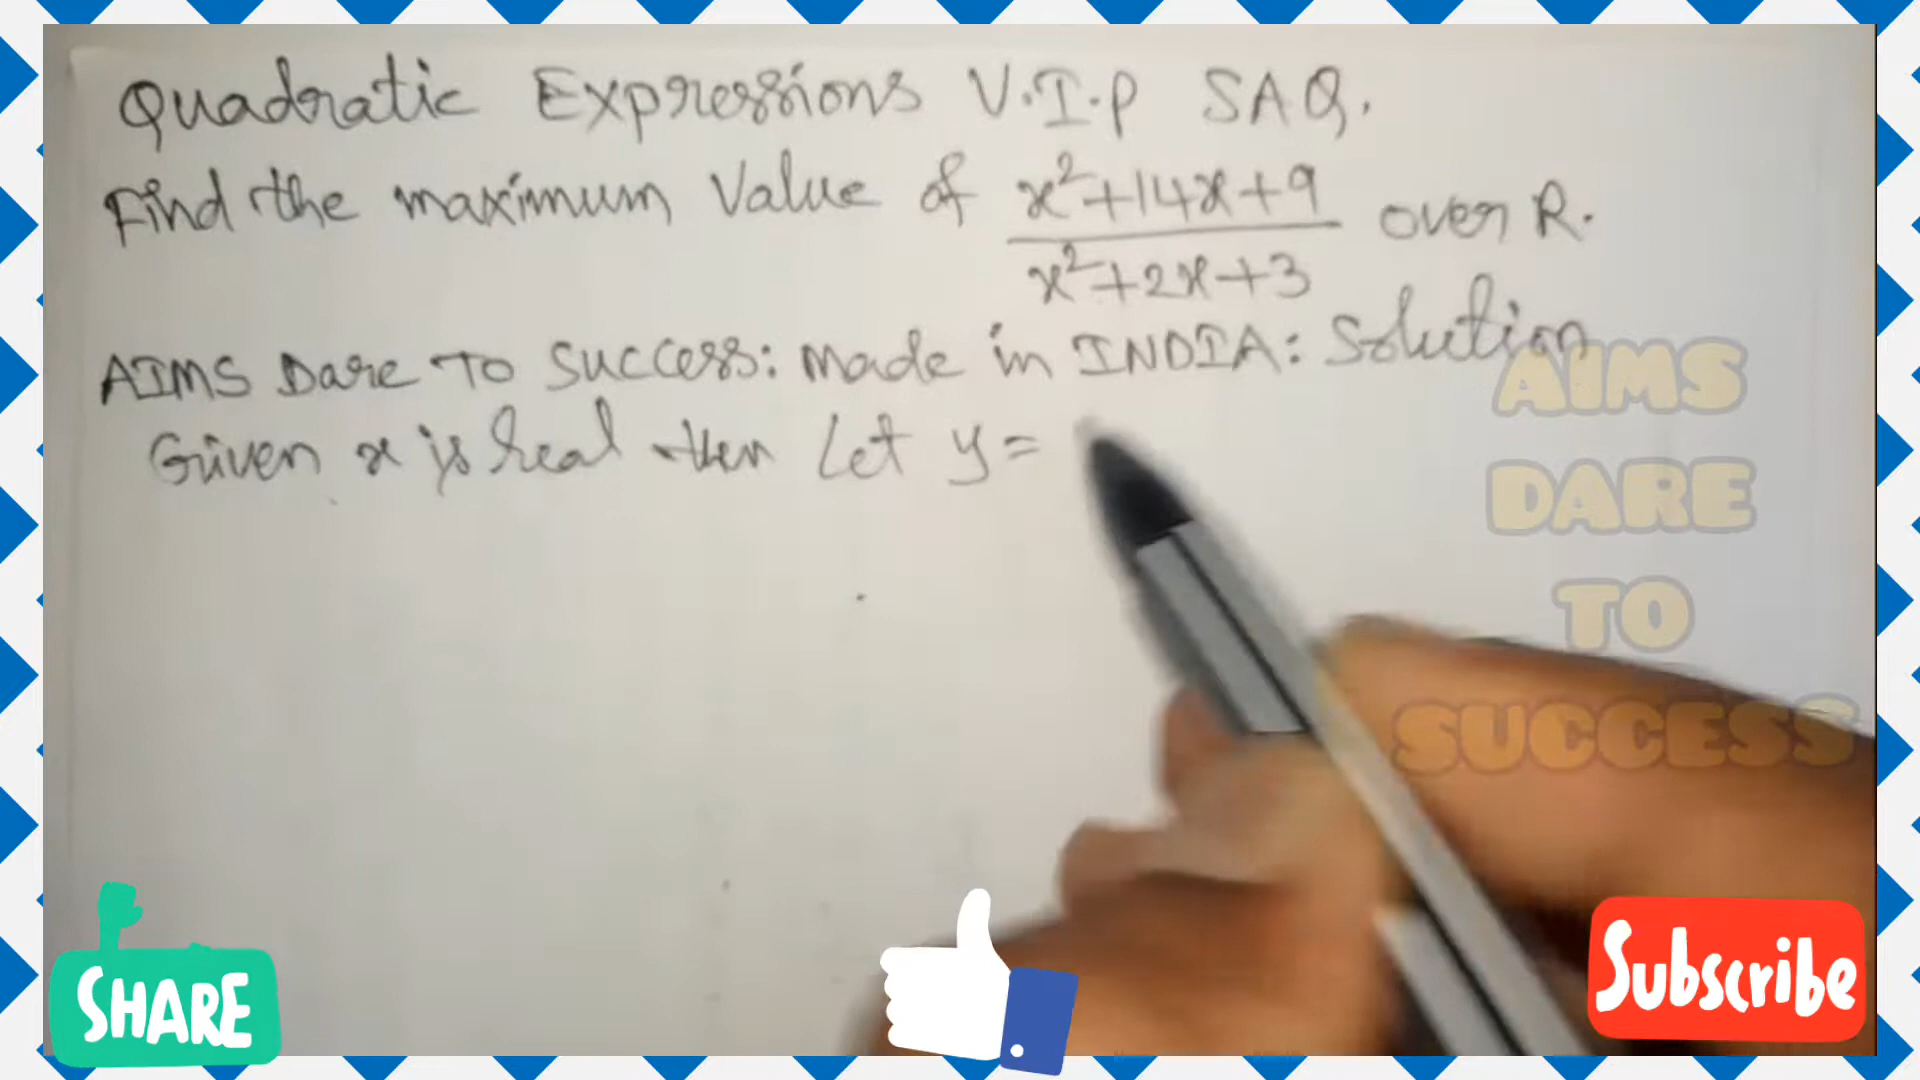 Quadratic Expressions V.I.P SAQ.
Find the maximum Value of x²+14x+9 / x²+2x+3 over R.
AIMS Dare To Success: Made in INDIA: Solution
Given x is real then Let y=
AIMS
DARE
TO
SUCCESS
SHARE
Subscribe